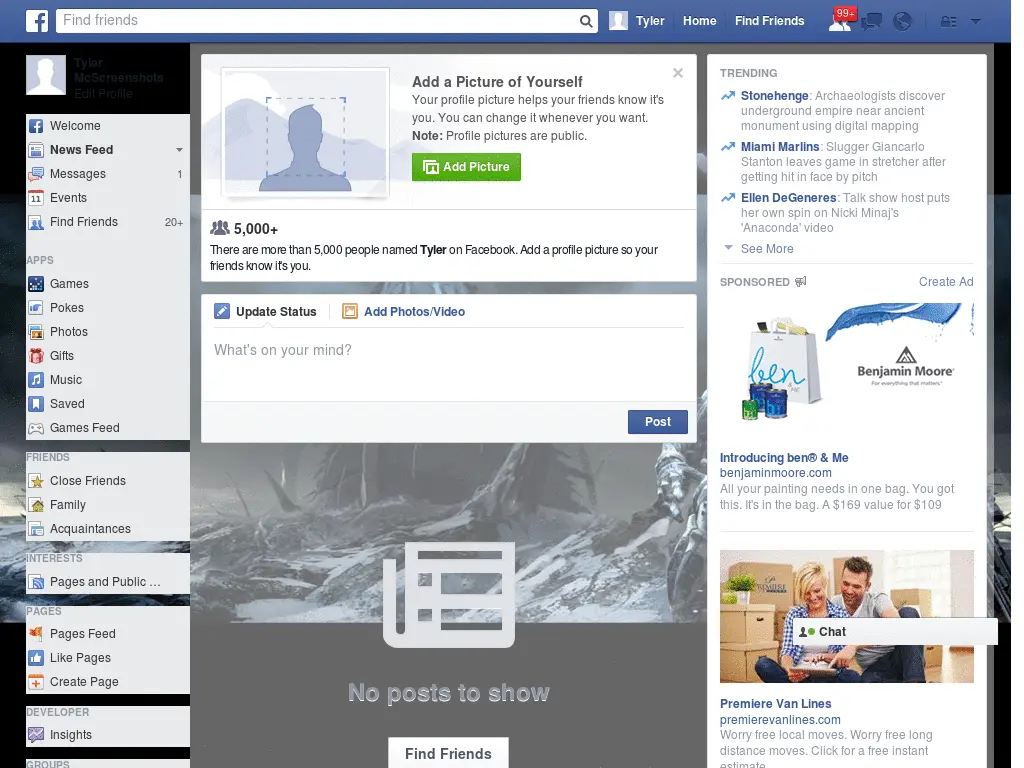 Find friends
Tyler
Home
Find Friends
99+
Tyler
McScreenshots
Edit Profile
Welcome
News Feed
Messages
1
11
Events
Find Friends
20+
APPS
Games
Pokes
Photos
Gifts
Music
Saved
Games Feed
FRIENDS
Close Friends
Family
Acquaintances
INTERESTS
Pages and Public ...
PAGES
Pages Feed
Like Pages
Create Page
DEVELOPER
Insights
GROUPS
Add a Picture of Yourself
Your profile picture helps your friends know it's
you. You can change it whenever you want.
Note: Profile pictures are public.
Add Picture
5,000+
There are more than 5,000 people named Tyler on Facebook. Add a profile picture so your
friends know it's you.
Update Status
Add Photos/Video
What's on your mind?
Post
No posts to show
Find Friends
TRENDING
Stonehenge: Archaeologists discover
underground empire near ancient
monument using digital mapping
Miami Marlins: Slugger Giancarlo
Stanton leaves game in stretcher after
getting hit in face by pitch
Ellen DeGeneres: Talk show host puts
her own spin on Nicki Minaj's
'Anaconda' video
See More
SPONSORED
Create Ad
ben
Benjamin Moore
For everything that matters.
Introducing ben® & Me
benjaminmoore.com
All your painting needs in one bag. You got
this. It's in the bag. A $169 value for $109
PREMIERE
Chat
Premiere Van Lines
premierevanlines.com
Worry free local moves. Worry free long
distance moves. Click for a free instant
estimate